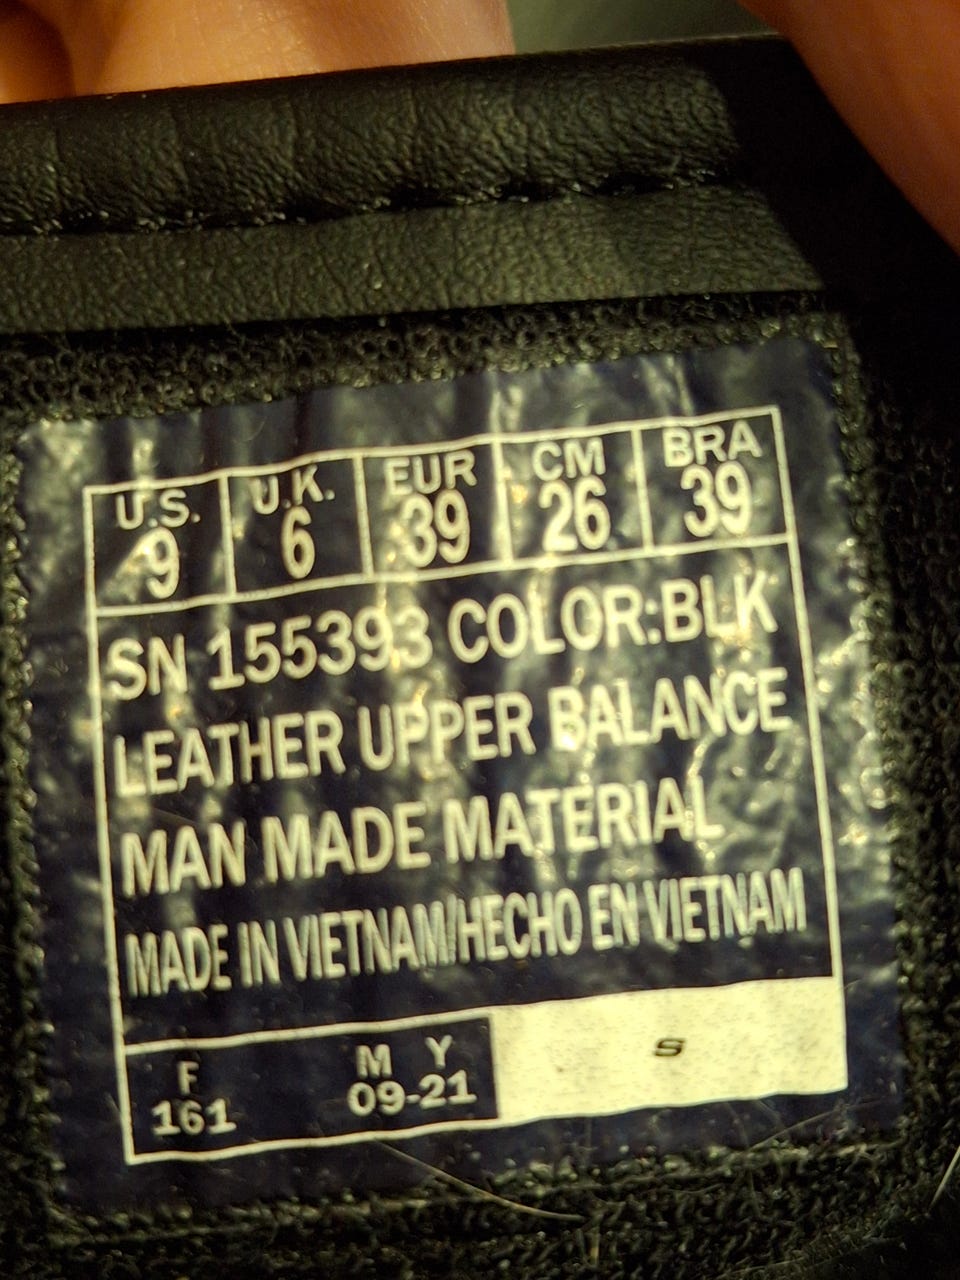 U.S. U.K. EUR CM BRA
9 6 39 26 39
SN 155393 COLOR:BLK
LEATHER UPPER BALANCE
MAN MADE MATERIAL
MADE IN VIETNAM/HECHO EN VIETNAM
F M Y
161 09-21
S